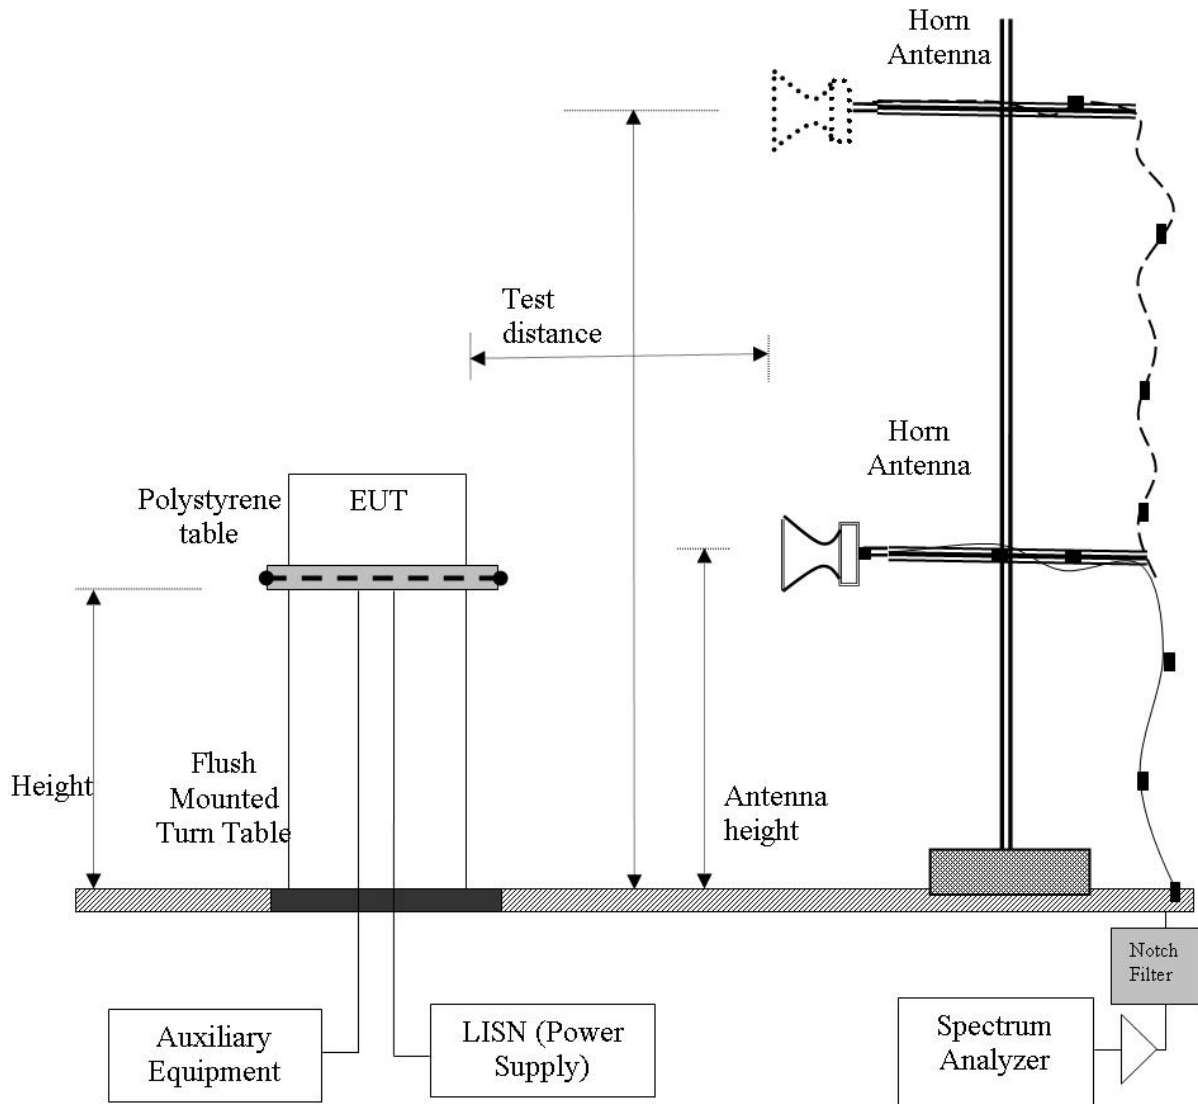 Horn
Antenna
Test
distance
Horn
Antenna
Polystyrene
table
EUT
Height
Flush
Mounted
Turn Table
Antenna
height
Notch
Filter
Auxiliary
Equipment
LISN (Power
Supply)
Spectrum
Analyzer